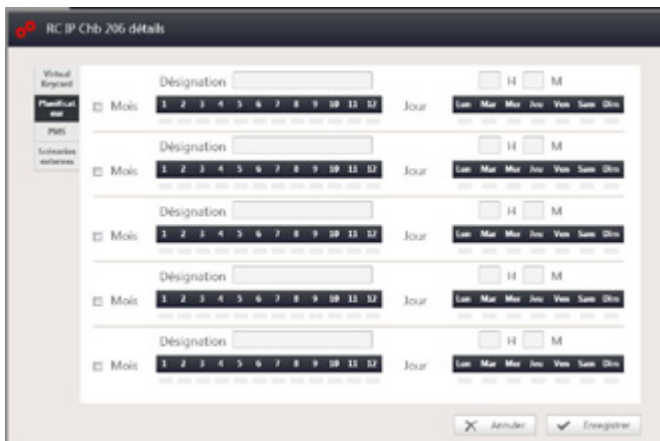 RC IP Chb 206 détails
Virtual
Keycard
Planificat
eur
PMS
Scénarios
externes
Désignation H M
Mois 1 2 3 4 5 6 7 8 9 10 11 12 Jour Lun Mar Mer Jeu Ven Sam Dim
Désignation H M
Mois 1 2 3 4 5 6 7 8 9 10 11 12 Jour Lun Mar Mer Jeu Ven Sam Dim
Désignation H M
Mois 1 2 3 4 5 6 7 8 9 10 11 12 Jour Lun Mar Mer Jeu Ven Sam Dim
Désignation H M
Mois 1 2 3 4 5 6 7 8 9 10 11 12 Jour Lun Mar Mer Jeu Ven Sam Dim
Désignation H M
Mois 1 2 3 4 5 6 7 8 9 10 11 12 Jour Lun Mar Mer Jeu Ven Sam Dim
Annuler Enregistrer